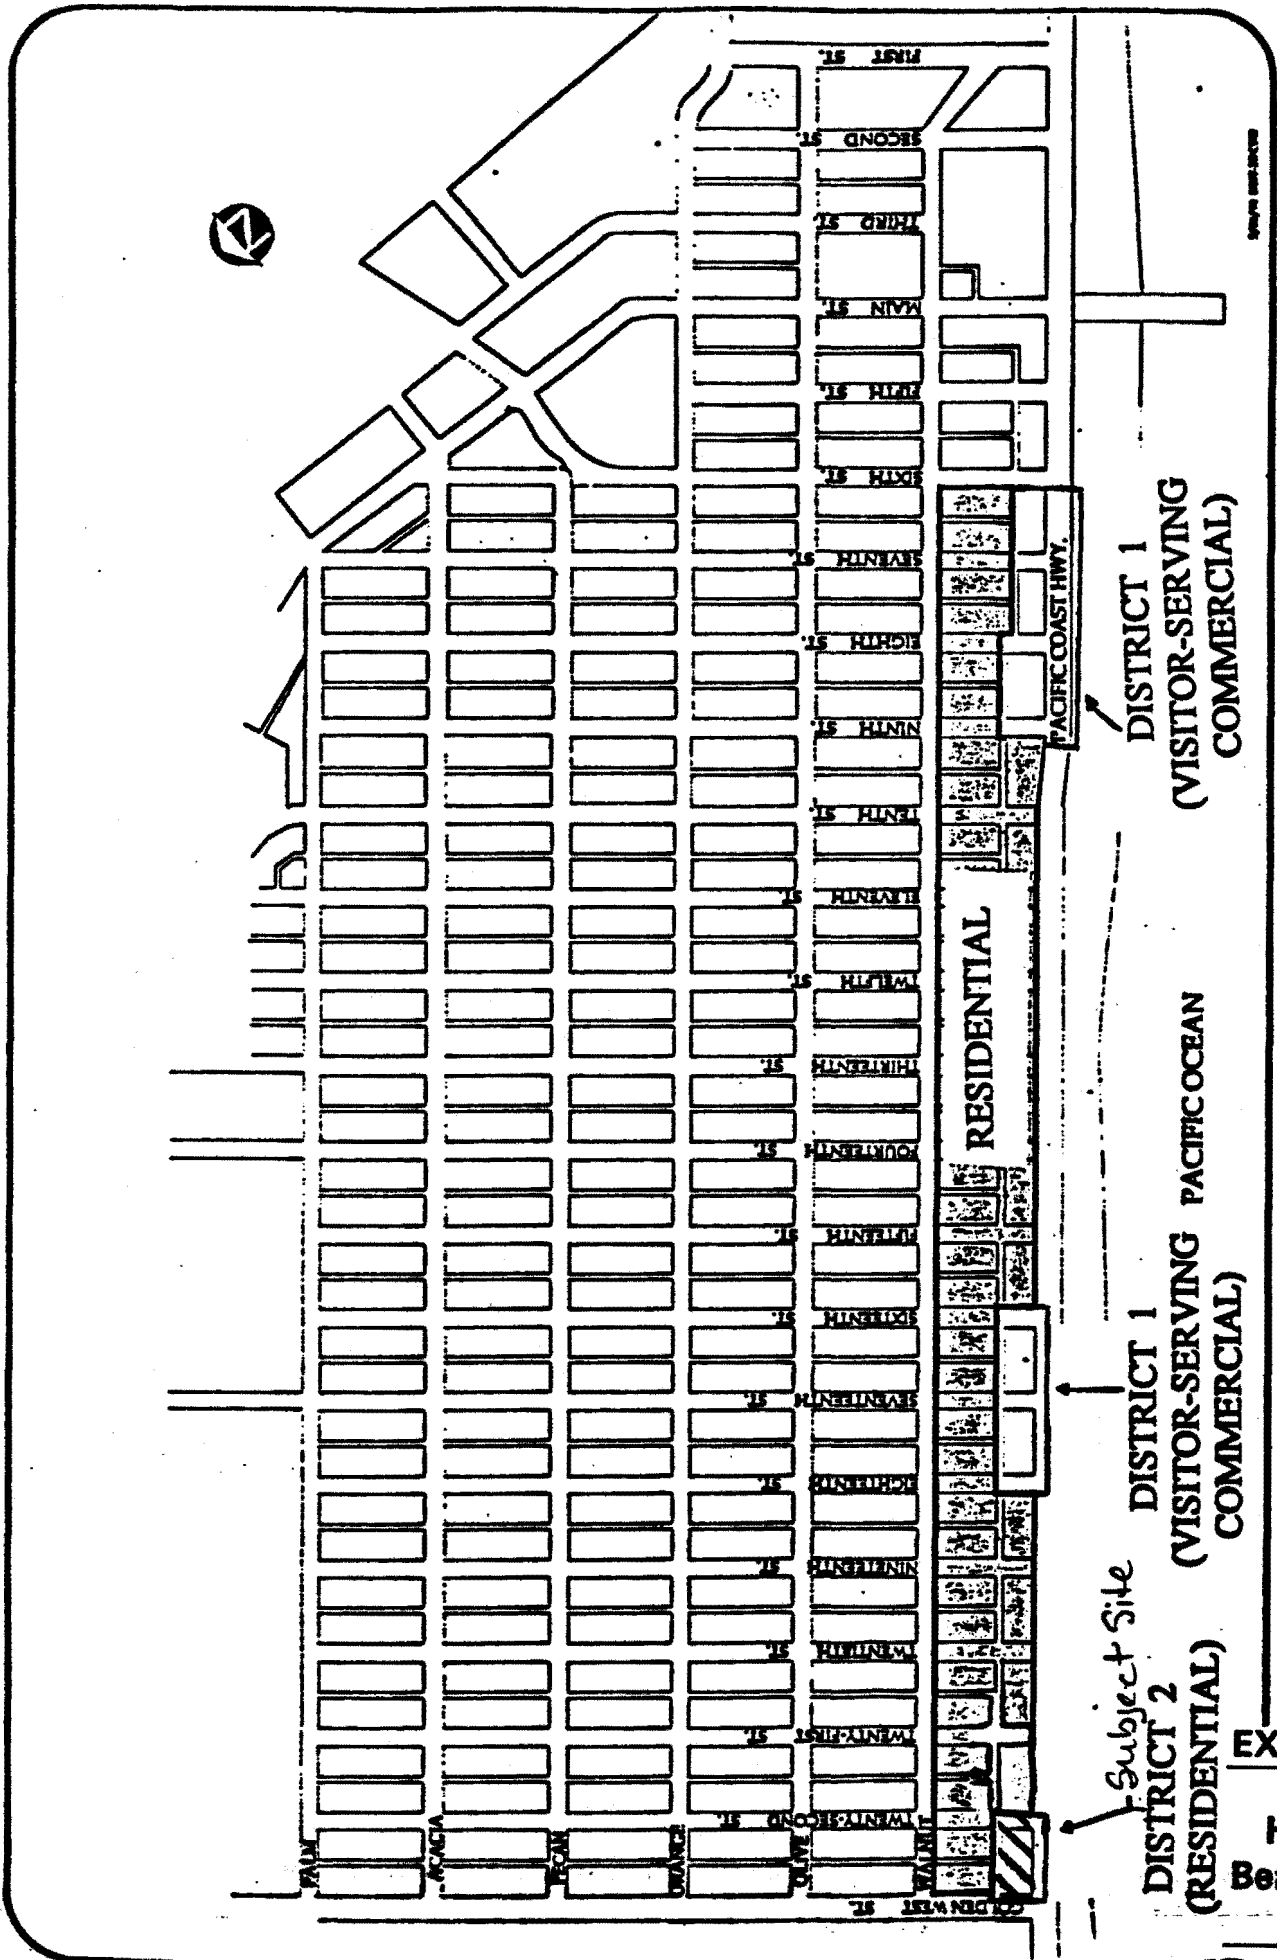 FIRST ST.
SECOND ST.
THIRD ST.
MAIN ST.
FIFTH ST.
SIXTH ST.
SEVENTH ST.
EIGHTH ST.
NINTH ST.
TENTH ST.
ELEVENTH ST.
TWELFTH ST.
THIRTEENTH ST.
FOURTEENTH ST.
FIFTEENTH ST.
SIXTEENTH ST.
SEVENTEENTH ST.
EIGHTEENTH ST.
NINETEENTH ST.
TWENTIETH ST.
TWENTY-FIRST ST.
TWENTY-SECOND ST.
GOLDENWEST ST.
PALM
ACACIA
PECAN
ORANGE
OLIVE
WALNUT
RESIDENTIAL
PACIFIC COAST HWY.
DISTRICT 1
(VISITOR-SERVING
COMMERCIAL)
PACIFIC OCEAN
DISTRICT 1
(VISITOR-SERVING
COMMERCIAL)
Subject Site
DISTRICT 2
(RESIDENTIAL)
EX